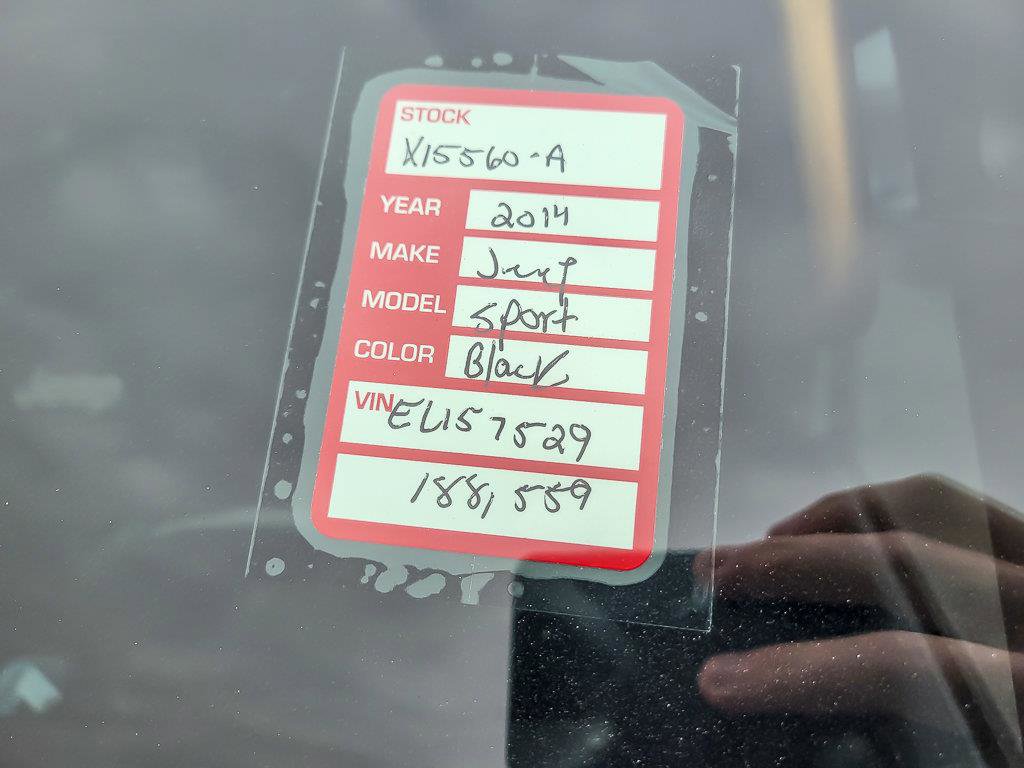 STOCK
X15560-A
YEAR 2014
MAKE Jeep
MODEL Sport
COLOR Black
VIN EL157529
188,559